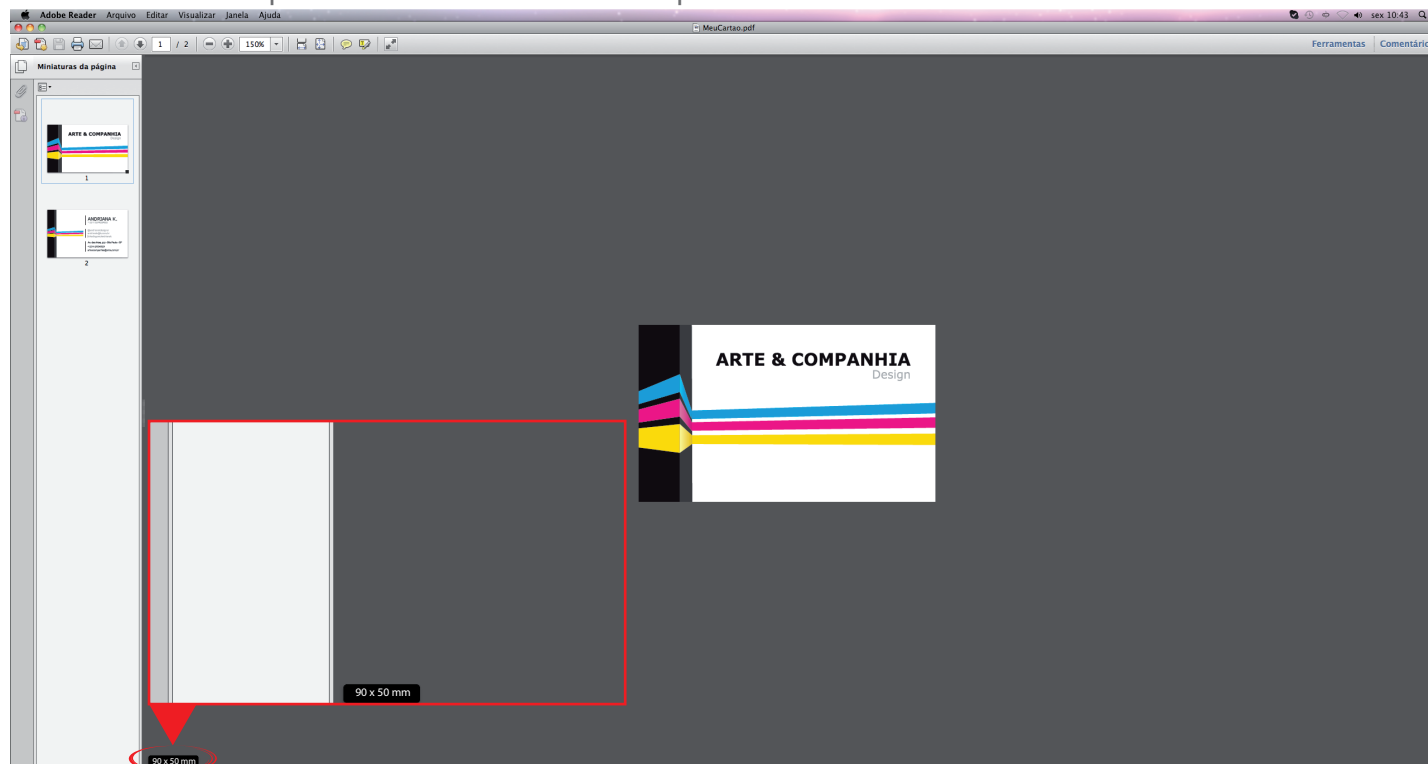 Adobe Reader Arquivo Editar Visualizar Janela Ajuda sex 10:43
MeuCartao.pdf
1 / 2 150% Ferramentas Comentário
Miniaturas da página
ARTE & COMPANHIA
Design
1
ANDRIANA K.
2
ARTE & COMPANHIA
Design
90 x 50 mm
90 x 50 mm